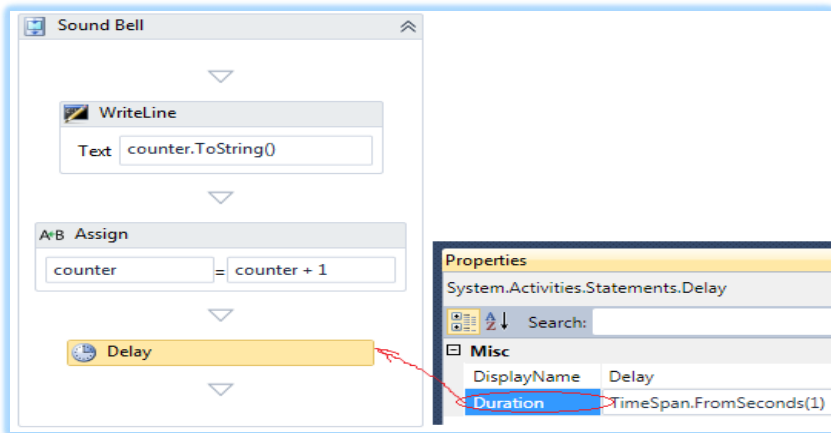 Sound Bell
WriteLine
Text counter.ToString()
A+B Assign
counter = counter + 1
Delay
Properties
System.Activities.Statements.Delay
A Z Search:
Misc
DisplayName Delay
Duration TimeSpan.FromSeconds(1)